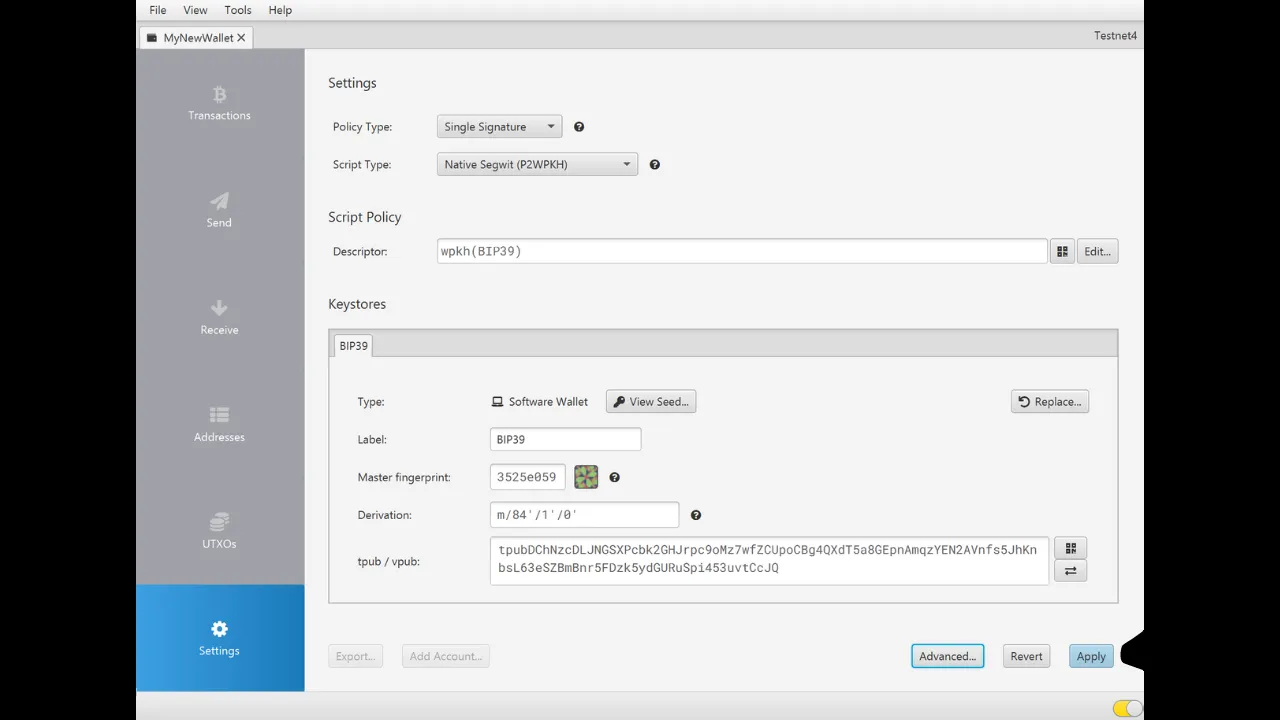 File View Tools Help
MyNewWallet
Testnet4
Transactions
Send
Receive
Addresses
UTXOs
Settings
Settings
Policy Type: Single Signature
Script Type: Native Segwit (P2WPKH)
Script Policy
Descriptor: wpkh(BIP39) Edit...
Keystores
BIP39
Type: Software Wallet View Seed... Replace...
Label: BIP39
Master fingerprint: 3525e059
Derivation: m/84'/1'/0'
tpub / vpub: tpubDChNzcDLJNGSXPcbk2GHJrpc9oMz7wfZCUpoCBg4QXdT5a8GEpnAmqzYEN2AVnfs5JhKn
bsL63eSZBmBnr5FDzk5ydGURuSpi453uvtCcJQ
Export... Add Account... Advanced... Revert Apply